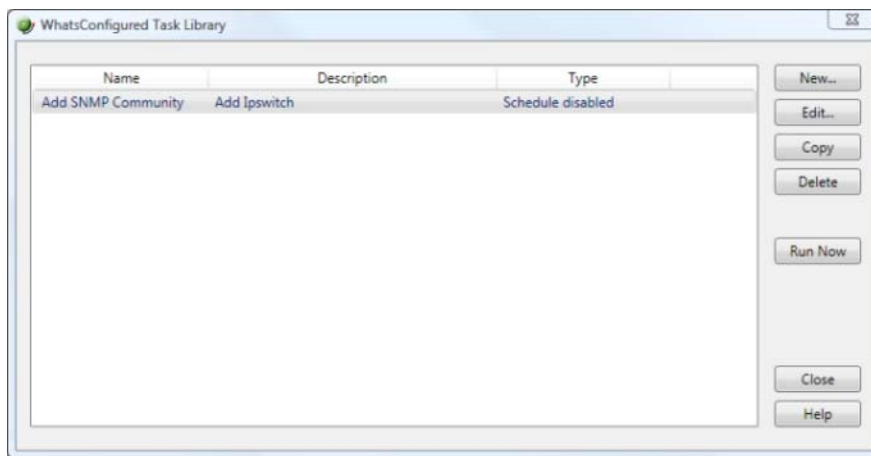 WhatsConfigured Task Library
Name Description Type
Add SNMP Community Add Ipswitch Schedule disabled
New...
Edit...
Copy
Delete
Run Now
Close
Help